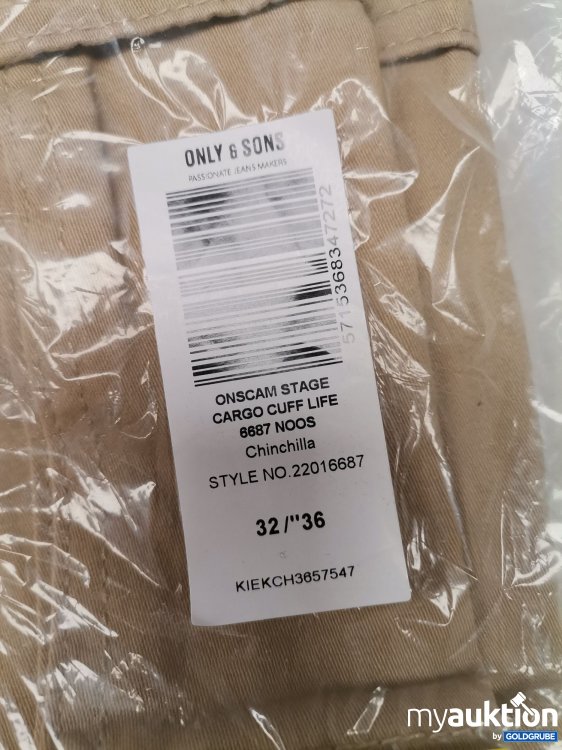 ONLY & SONS
PASSIONATE JEANS MAKERS
5715368347272
ONSCAM STAGE
CARGO CUFF LIFE
6687 NOOS
Chinchilla
STYLE NO.22016687
32/"36
KIEKCH3657547
myauktion
by GOLDGRUBE